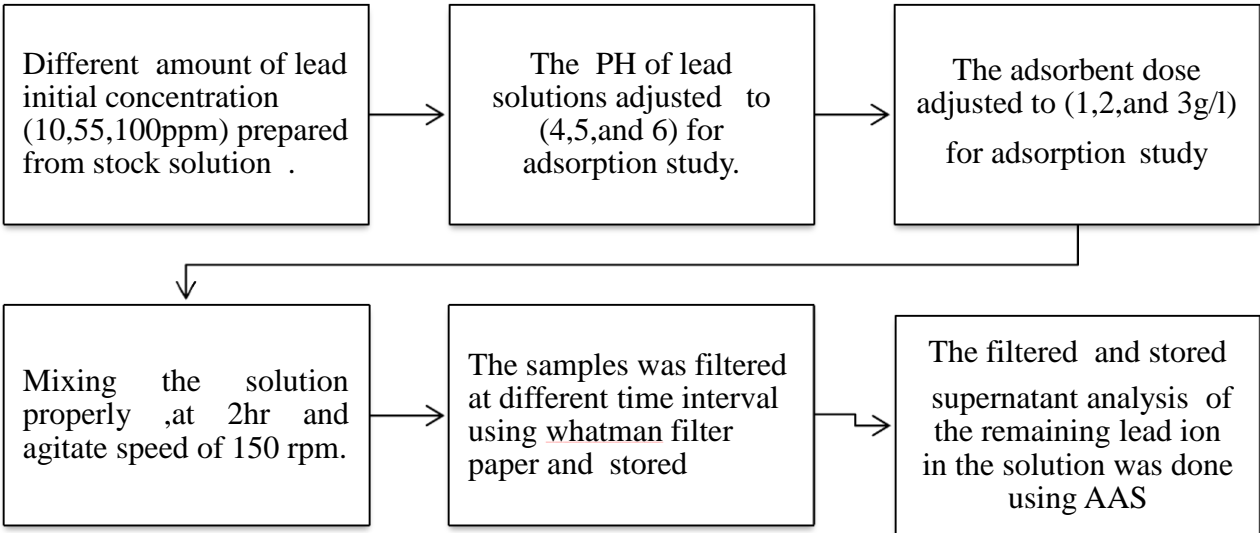 Different amount of lead
initial concentration
(10,55,100ppm) prepared
from stock solution .
The PH of lead
solutions adjusted to
(4,5,and 6) for
adsorption study.
The adsorbent dose
adjusted to (1,2,and 3g/l)
for adsorption study
Mixing the solution
properly ,at 2hr and
agitate speed of 150 rpm.
The samples was filtered
at different time interval
using whatman filter
paper and stored
The filtered and stored
supernatant analysis of
the remaining lead ion
in the solution was done
using AAS